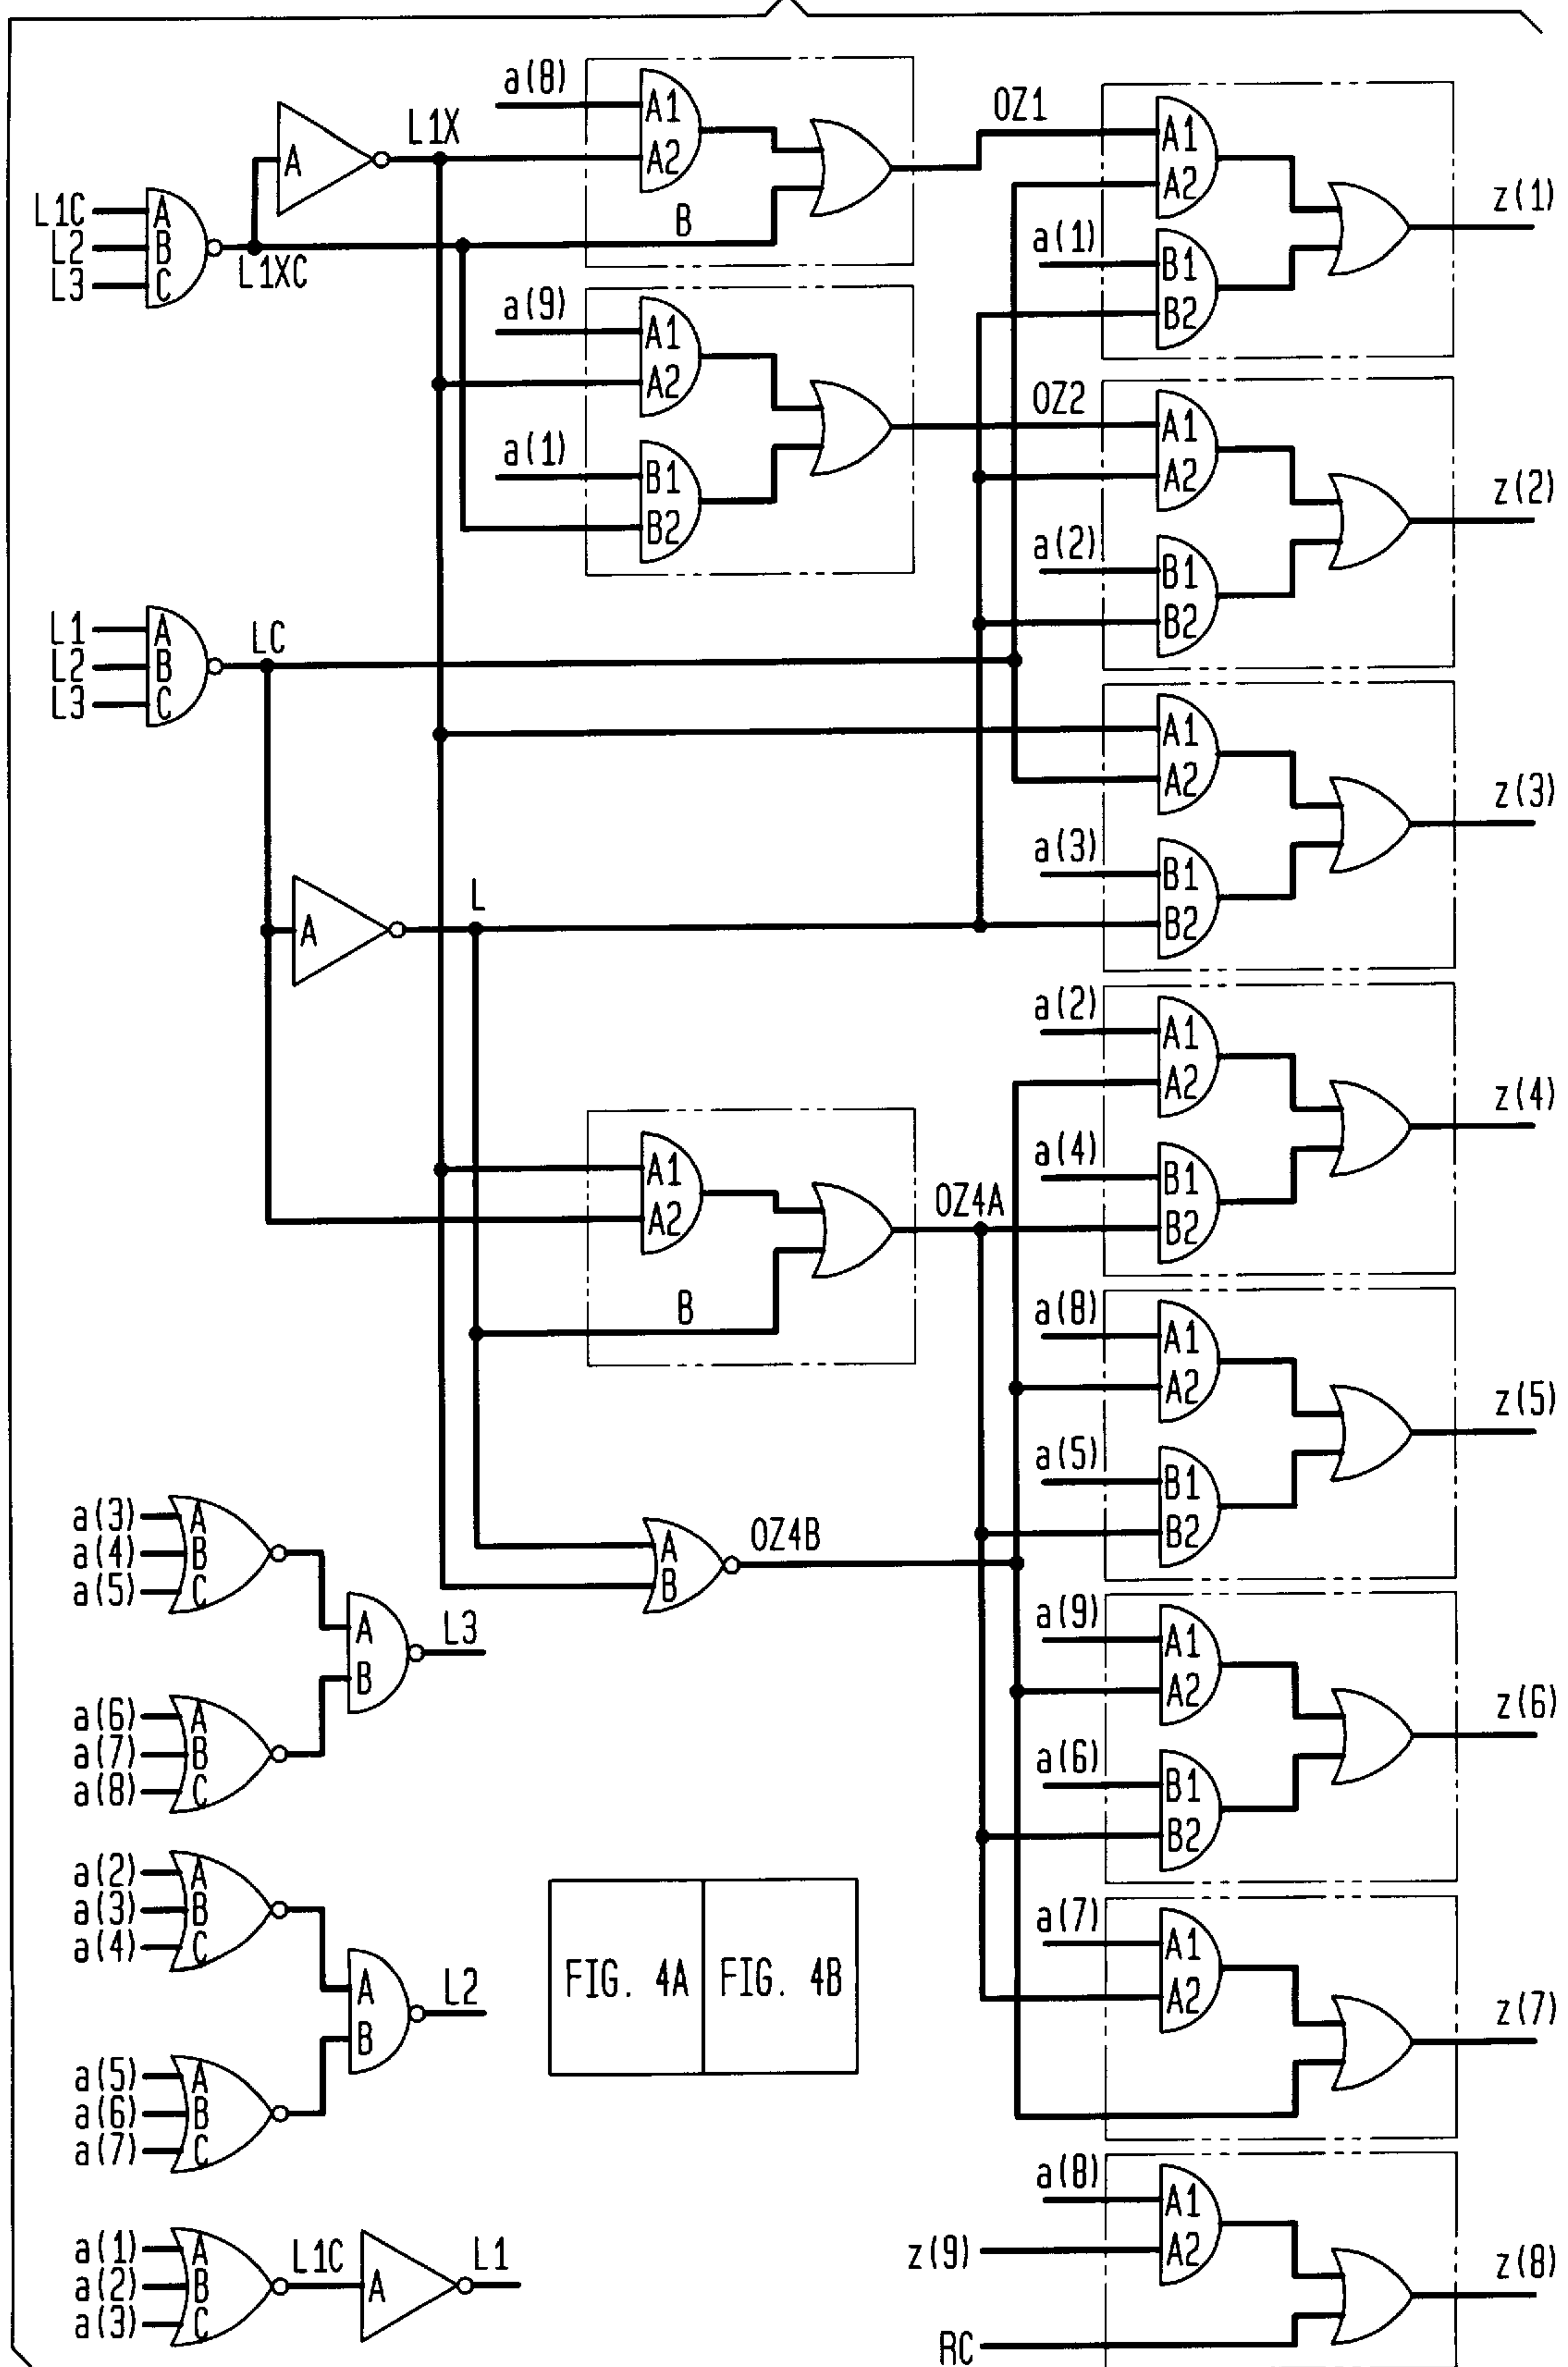 a(8)
A1
A2
B
L1X
A
L1C
L2
L3
A
B
C
L1XC
OZ1
A1
A2
a(1)
B1
B2
z(1)
a(9)
A1
A2
a(1)
B1
B2
OZ2
A1
A2
a(2)
B1
B2
z(2)
L1
L2
L3
A
B
C
LC
A1
A2
a(3)
B1
B2
z(3)
A
L
a(2)
A1
A2
a(4)
B1
B2
z(4)
A1
A2
B
OZ4A
a(8)
A1
A2
a(5)
B1
B2
z(5)
A
B
OZ4B
a(3)
a(4)
a(5)
A
B
C
a(6)
a(7)
a(8)
A
B
C
A
B
L3
a(9)
A1
A2
a(6)
B1
B2
z(6)
a(2)
a(3)
a(4)
A
B
C
a(5)
a(6)
a(7)
A
B
C
A
B
L2
FIG. 4A
FIG. 4B
a(7)
A1
A2
z(7)
a(1)
a(2)
a(3)
A
B
C
L1C
A
L1
a(8)
z(9)
A1
A2
RC
z(8)